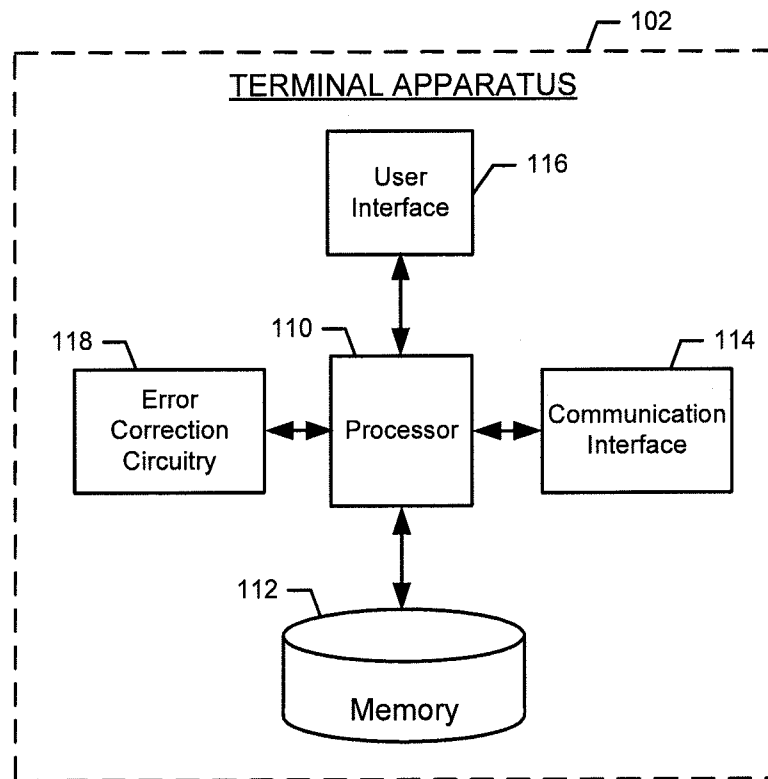 102
TERMINAL APPARATUS
User
Interface
116
118
110
114
Error
Correction
Circuitry
Processor
Communication
Interface
112
Memory